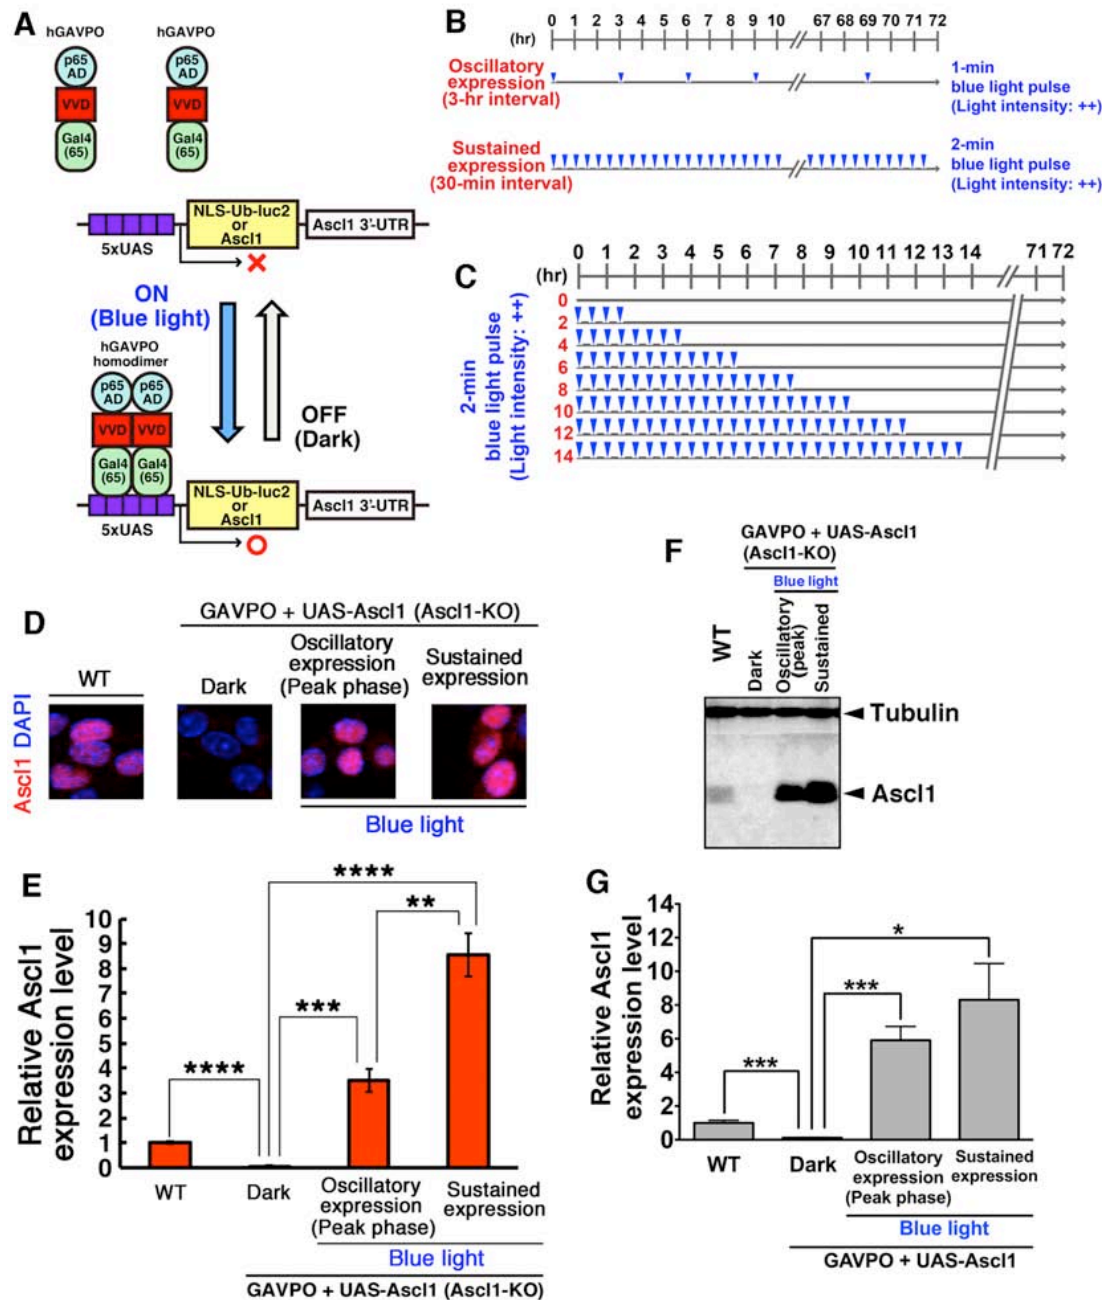 A
hGAVPO
hGAVPO
p65
AD
p65
AD
VVD
VVD
Gal4
(65)
Gal4
(65)
NLS-Ub-luc2
or
Ascl1
Ascl1 3'-UTR
5xUAS
ON
(Blue light)
hGAVPO
homodimer
p65
AD
p65
AD
VVD
VVD
Gal4
(65)
Gal4
(65)
OFF
(Dark)
NLS-Ub-luc2
or
Ascl1
Ascl1 3'-UTR
5xUAS
B
0 1 2 3 4 5 6 7 8 9 10 67 68 69 70 71 72
(hr)
Oscillatory
expression
(3-hr interval)
1-min
blue light pulse
(Light intensity: ++)
Sustained
expression
(30-min interval)
2-min
blue light pulse
(Light intensity: ++)
C
0 1 2 3 4 5 6 7 8 9 10 11 12 13 14 71 72
(hr)
2-min
blue light pulse
(Light intensity: ++)
0
2
4
6
8
10
12
14
D
GAVPO + UAS-Ascl1 (Ascl1-KO)
WT
Dark
Oscillatory
expression
(Peak phase)
Sustained
expression
Ascl1 DAPI
Blue light
F
GAVPO + UAS-Ascl1
(Ascl1-KO)
Blue light
WT
Dark
Oscillatory
(peak)
Sustained
Tubulin
Ascl1
E
Relative Ascl1
expression level
10
9
8
7
6
5
4
3
2
1
0
****
***
**
****
WT
Dark
Oscillatory
expression
(Peak phase)
Sustained
expression
Blue light
GAVPO + UAS-Ascl1 (Ascl1-KO)
G
Relative Ascl1
expression level
14
12
10
8
6
4
2
0
***
***
*
WT
Dark
Oscillatory
expression
(Peak phase)
Sustained
expression
Blue light
GAVPO + UAS-Ascl1